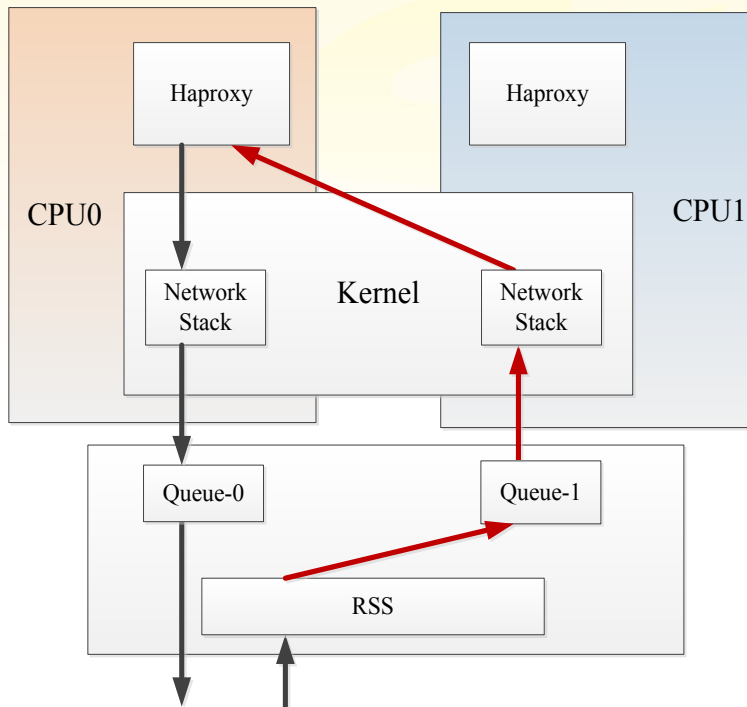 Haproxy
Haproxy
CPU0
CPU1
Kernel
Network
Stack
Network
Stack
Queue-0
Queue-1
RSS